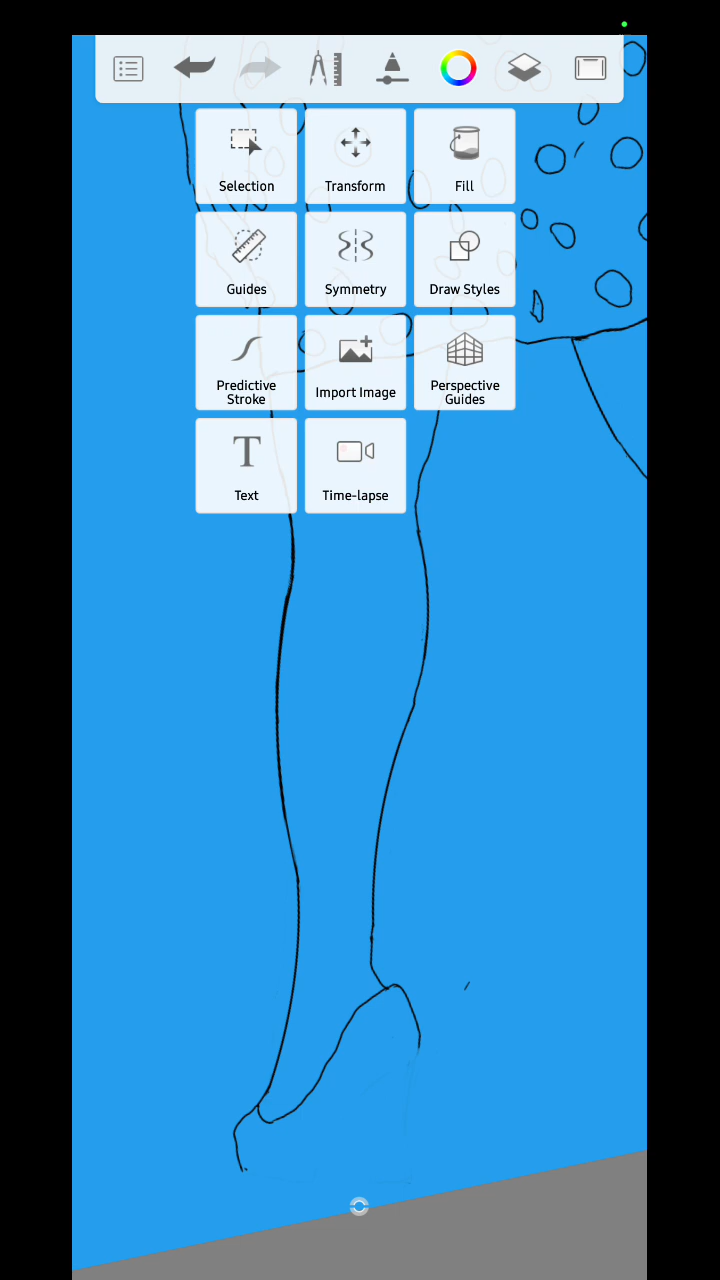 Selection
Transform
Fill
Guides
Symmetry
Draw Styles
Predictive
Stroke
Import Image
Perspective
Guides
Text
Time-lapse